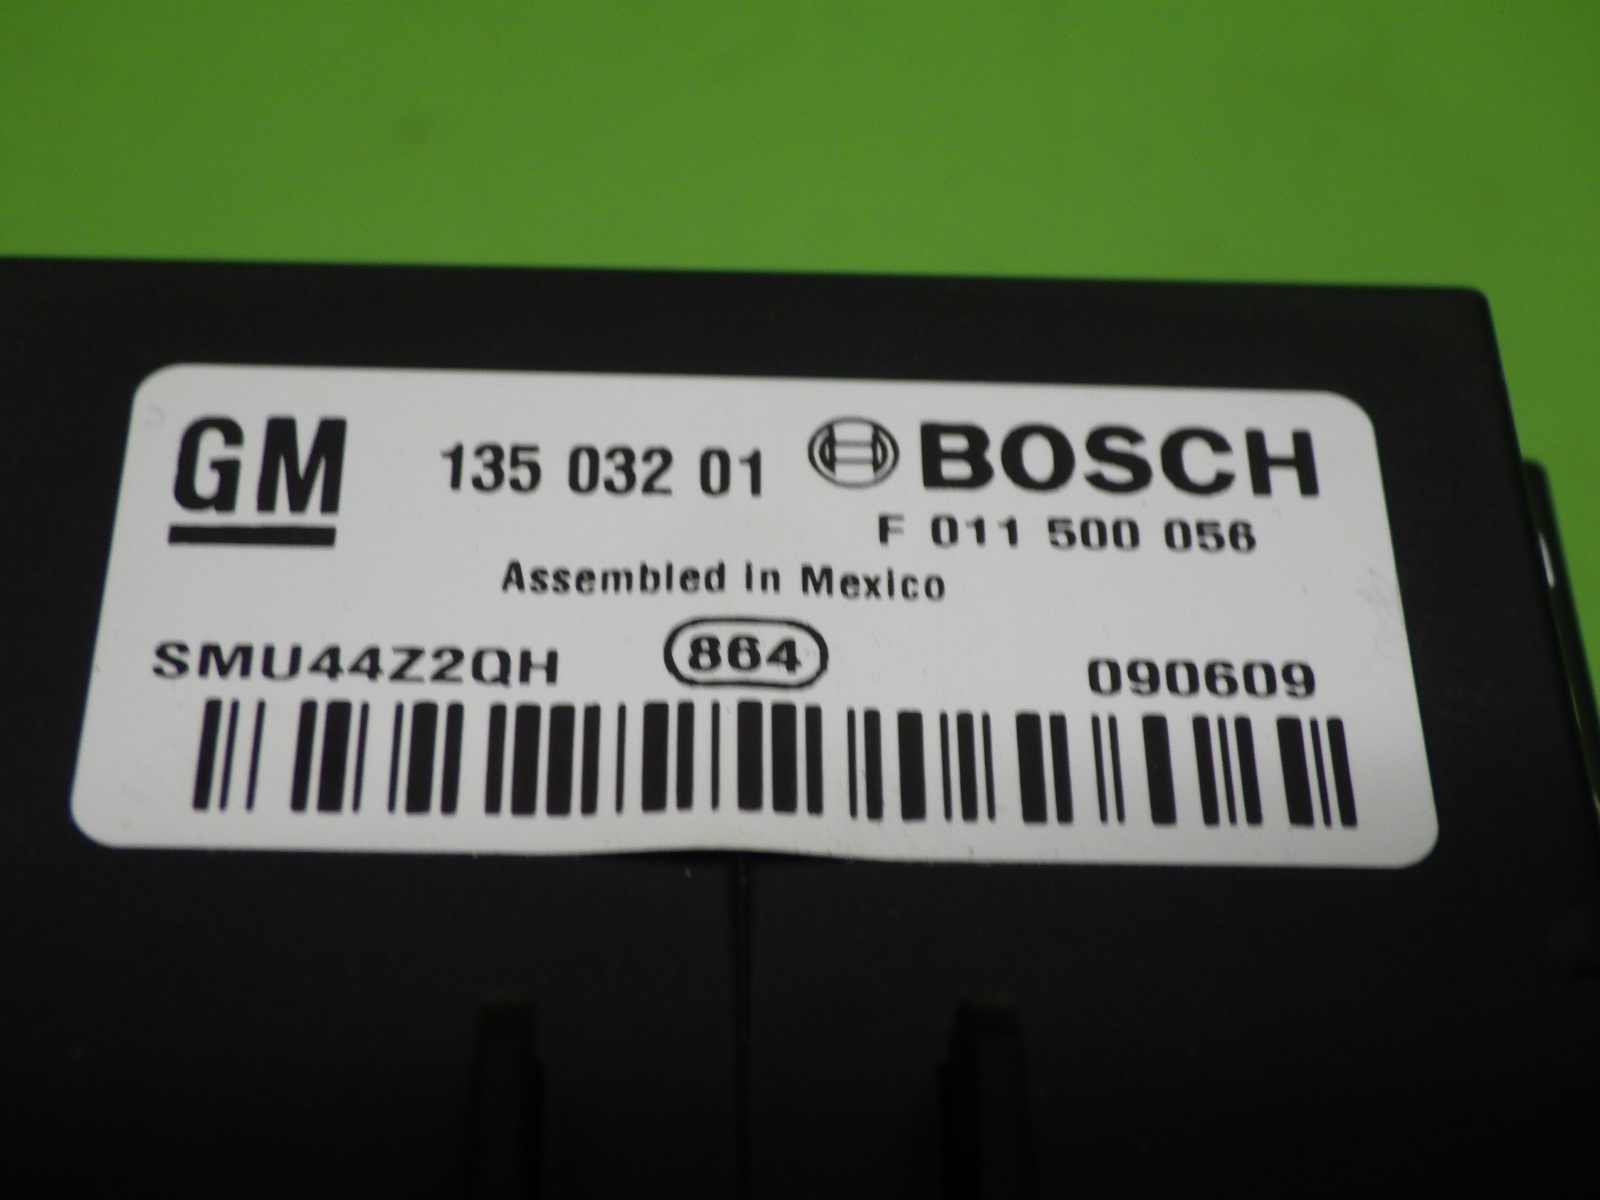 GM 135 032 01 BOSCH
F 011 500 056
Assembled in Mexico
SMU44Z2QH 864 090609